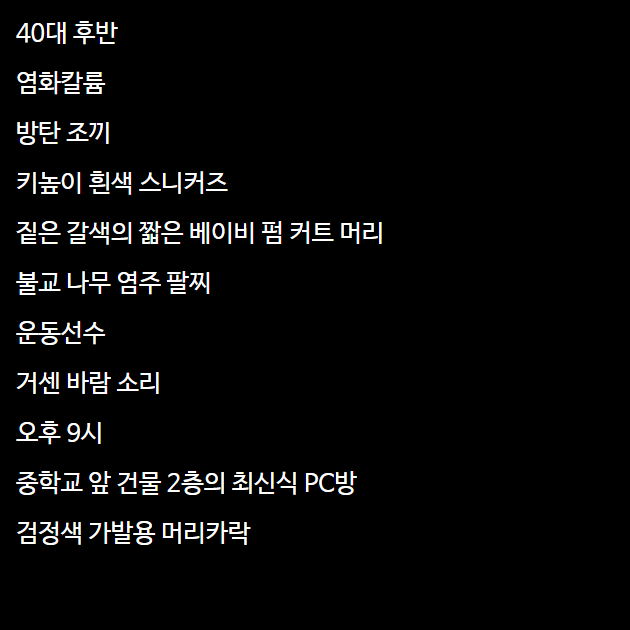 40대 후반
염화칼륨
방탄 조끼
키높이 흰색 스니커즈
짙은 갈색의 짧은 베이비 펌 커트 머리
불교 나무 염주 팔찌
운동선수
거센 바람 소리
오후 9시
중학교 앞 건물 2층의 최신식 PC방
검정색 가발용 머리카락